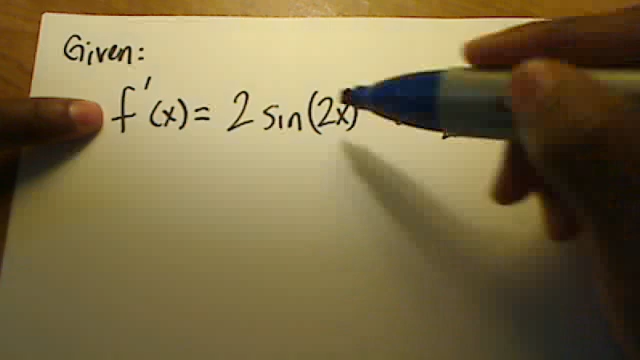 Given:
f'(x) = 2 sin(2x)